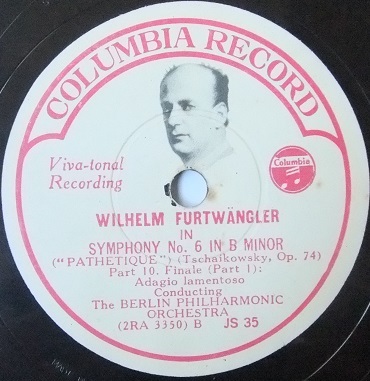 COLUMBIA RECORD
Viva-tonal
Recording
Columbia
WILHELM FURTWÄNGLER
IN
SYMPHONY No. 6 IN B MINOR
("PATHETIQUE") (Tschaikowsky, Op. 74)
Part 10. Finale (Part 1):
Adagio lamentoso
Conducting
The BERLIN PHILHARMONIC
ORCHESTRA
(2RA 3350) B JS 35